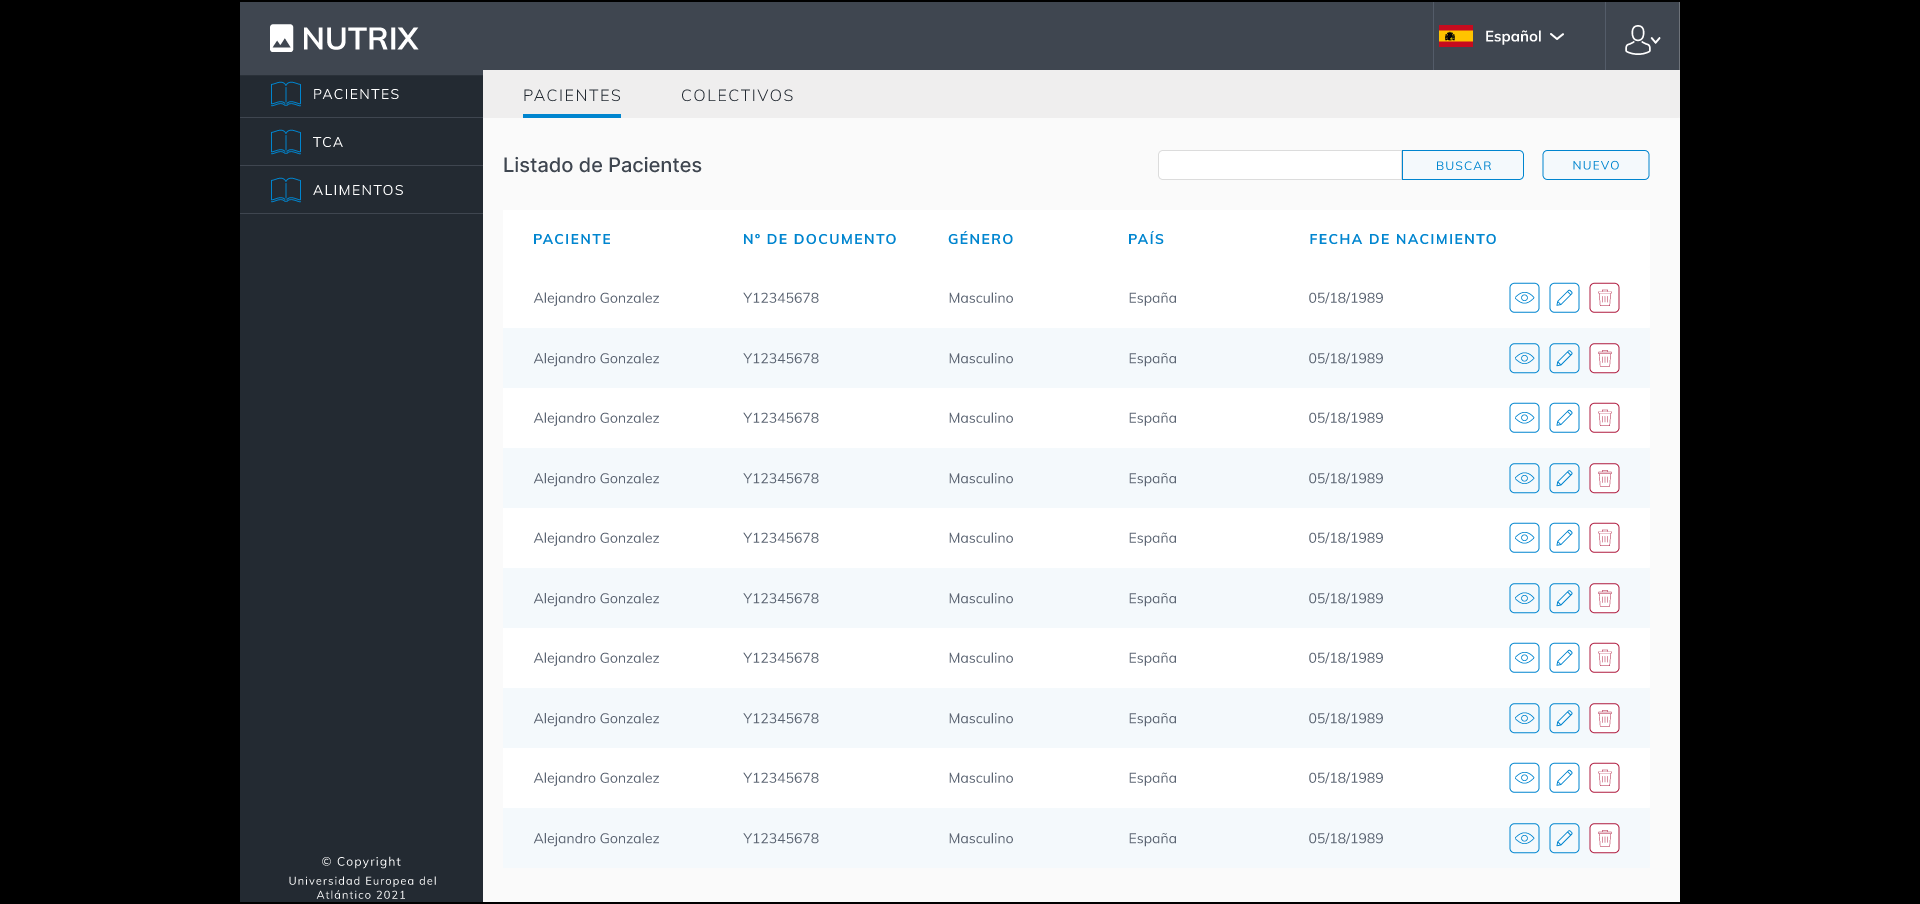 NUTRIX
Español
PACIENTES
TCA
ALIMENTOS
PACIENTES COLECTIVOS
Listado de Pacientes
BUSCAR
NUEVO
PACIENTE Nº DE DOCUMENTO GÉNERO PAÍS FECHA DE NACIMIENTO
Alejandro Gonzalez Y12345678 Masculino España 05/18/1989
Alejandro Gonzalez Y12345678 Masculino España 05/18/1989
Alejandro Gonzalez Y12345678 Masculino España 05/18/1989
Alejandro Gonzalez Y12345678 Masculino España 05/18/1989
Alejandro Gonzalez Y12345678 Masculino España 05/18/1989
Alejandro Gonzalez Y12345678 Masculino España 05/18/1989
Alejandro Gonzalez Y12345678 Masculino España 05/18/1989
Alejandro Gonzalez Y12345678 Masculino España 05/18/1989
Alejandro Gonzalez Y12345678 Masculino España 05/18/1989
Alejandro Gonzalez Y12345678 Masculino España 05/18/1989
© Copyright
Universidad Europea del
Atlántico 2021